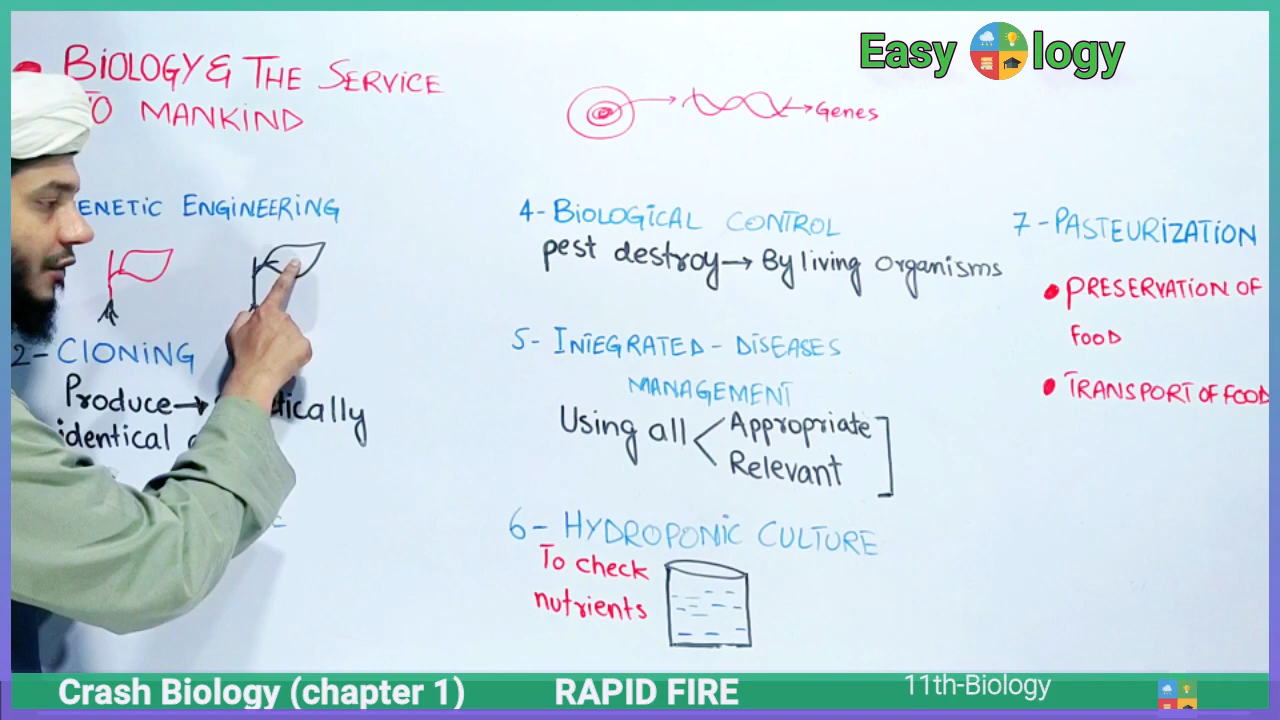 Easy logy
BIOLOGY & THE SERVICE
TO MANKIND
Genes
ENETIC ENGINEERING
2- CLONING
Produce→
identical
4- BIOLOGICAL CONTROL
pest destroy→ By living organisms
5- INTEGRATED - DISEASES
MANAGEMENT
Using all
Appropriate
Relevant
6- HYDROPONIC CULTURE
To check
nutrients
7- PASTEURIZATION
• PRESERVATION OF
FOOD
• TRANSPORT OF FOOD
Crash Biology (chapter 1) RAPID FIRE 11th-Biology